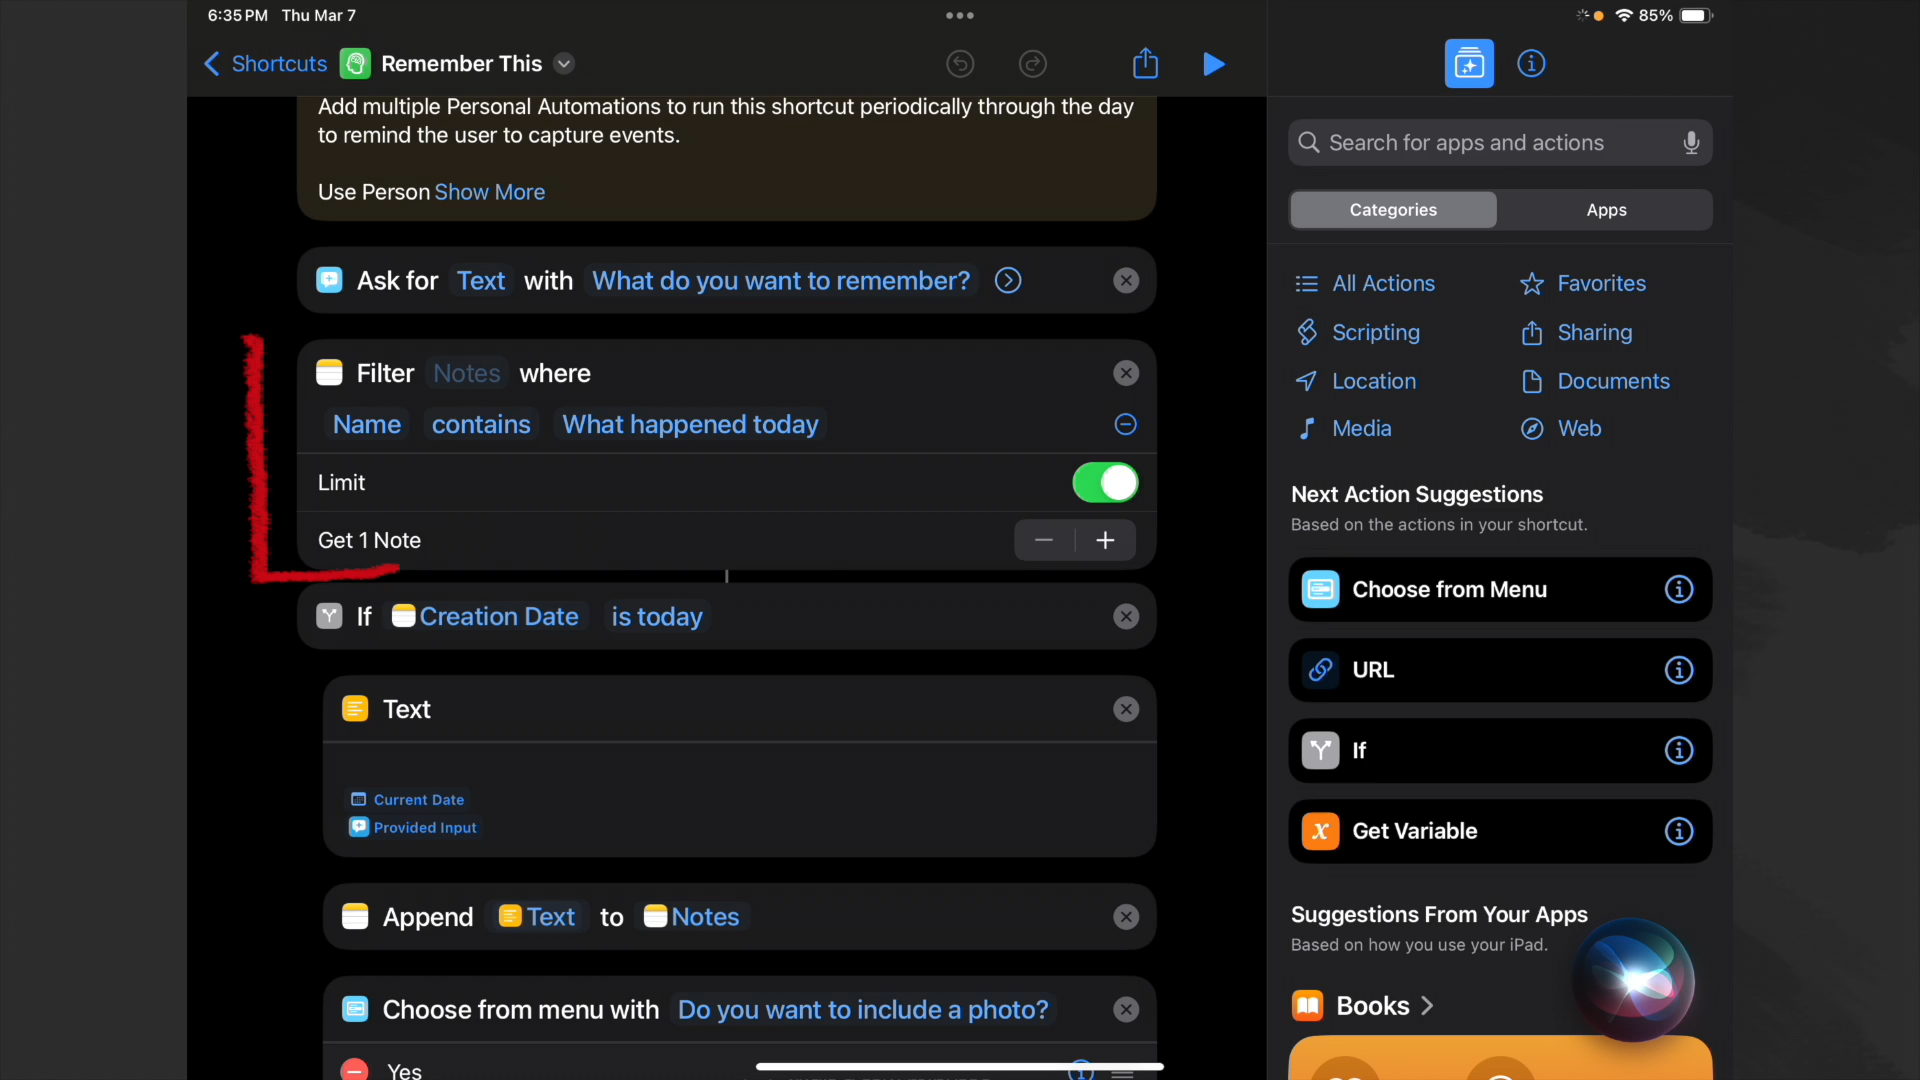 6:35 PM Thu Mar 7
85%
Shortcuts
Remember This
Add multiple Personal Automations to run this shortcut periodically through the day
to remind the user to capture events.
Use Person Show More
Ask for Text with What do you want to remember?
Filter Notes where
Name contains What happened today
Limit
Get 1 Note
If Creation Date is today
Text
Current Date
Provided Input
Append Text to Notes
Choose from menu with Do you want to include a photo?
Yes
Search for apps and actions
Categories
Apps
All Actions
Favorites
Scripting
Sharing
Location
Documents
Media
Web
Next Action Suggestions
Based on the actions in your shortcut.
Choose from Menu
URL
If
Get Variable
Suggestions From Your Apps
Based on how you use your iPad.
Books